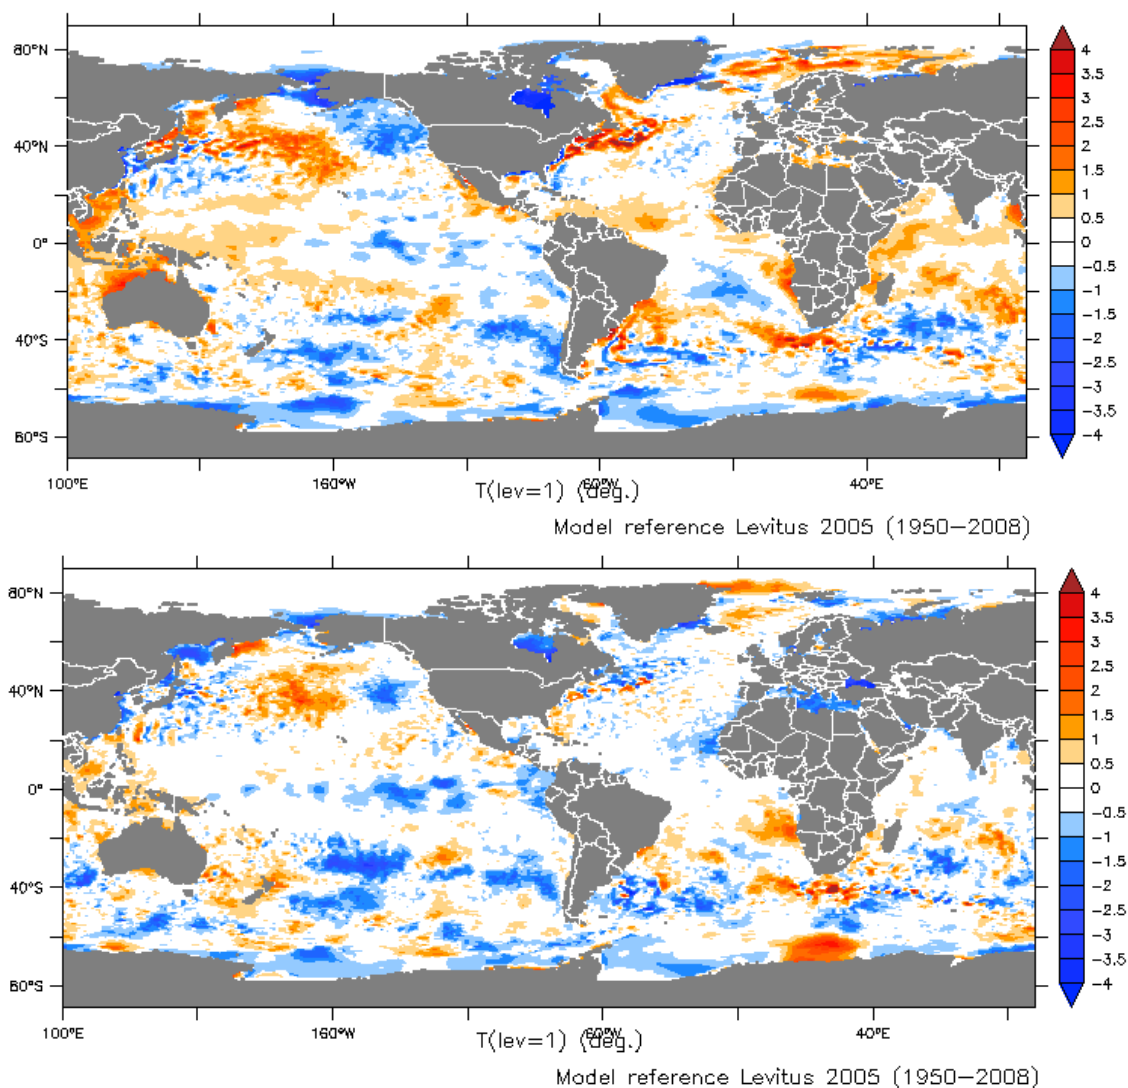 80°N
40°N
0°
40°S
80°S
100°E
160°W
60°W
40°E
4
3.5
3
2.5
2
1.5
1
0.5
0
−0.5
−1
−1.5
−2
−2.5
−3
−3.5
−4
T(lev=1) (deg.)
Model reference Levitus 2005 (1950−2008)
80°N
40°N
0°
40°S
80°S
100°E
160°W
60°W
40°E
4
3.5
3
2.5
2
1.5
1
0.5
0
−0.5
−1
−1.5
−2
−2.5
−3
−3.5
−4
T(lev=1) (deg.)
Model reference Levitus 2005 (1950−2008)